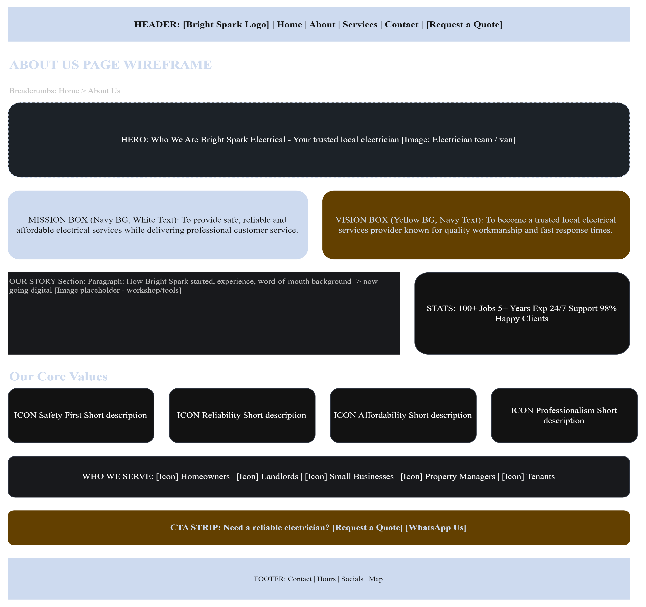 HEADER: [Bright Spark Logo] | Home | About | Services | Contact | [Request a Quote]
ABOUT US PAGE WIREFRAME
Breadcrumbs: Home > About Us
HERO: Who We Are Bright Spark Electrical - Your trusted local electrician [Image: Electrician team / van]
MISSION BOX (Navy BG, White Text): To provide safe, reliable and
affordable electrical services while delivering professional customer service.
VISION BOX (Yellow BG, Navy Text): To become a trusted local electrical
services provider known for quality workmanship and fast response times.
OUR STORY Section: Paragraph: How Bright Spark started, experience, word-of-mouth background -> now
going digital [Image placeholder - workshop/tools]
STATS: 100+ Jobs 5+ Years Exp 24/7 Support 98%
Happy Clients
Our Core Values
ICON Safety First Short description
ICON Reliability Short description
ICON Affordability Short description
ICON Professionalism Short
description
WHO WE SERVE: [Icon] Homeowners | [Icon] Landlords | [Icon] Small Businesses | [Icon] Property Managers | [Icon] Tenants
CTA STRIP: Need a reliable electrician? [Request a Quote] [WhatsApp Us]
FOOTER: Contact | Hours | Socials | Map